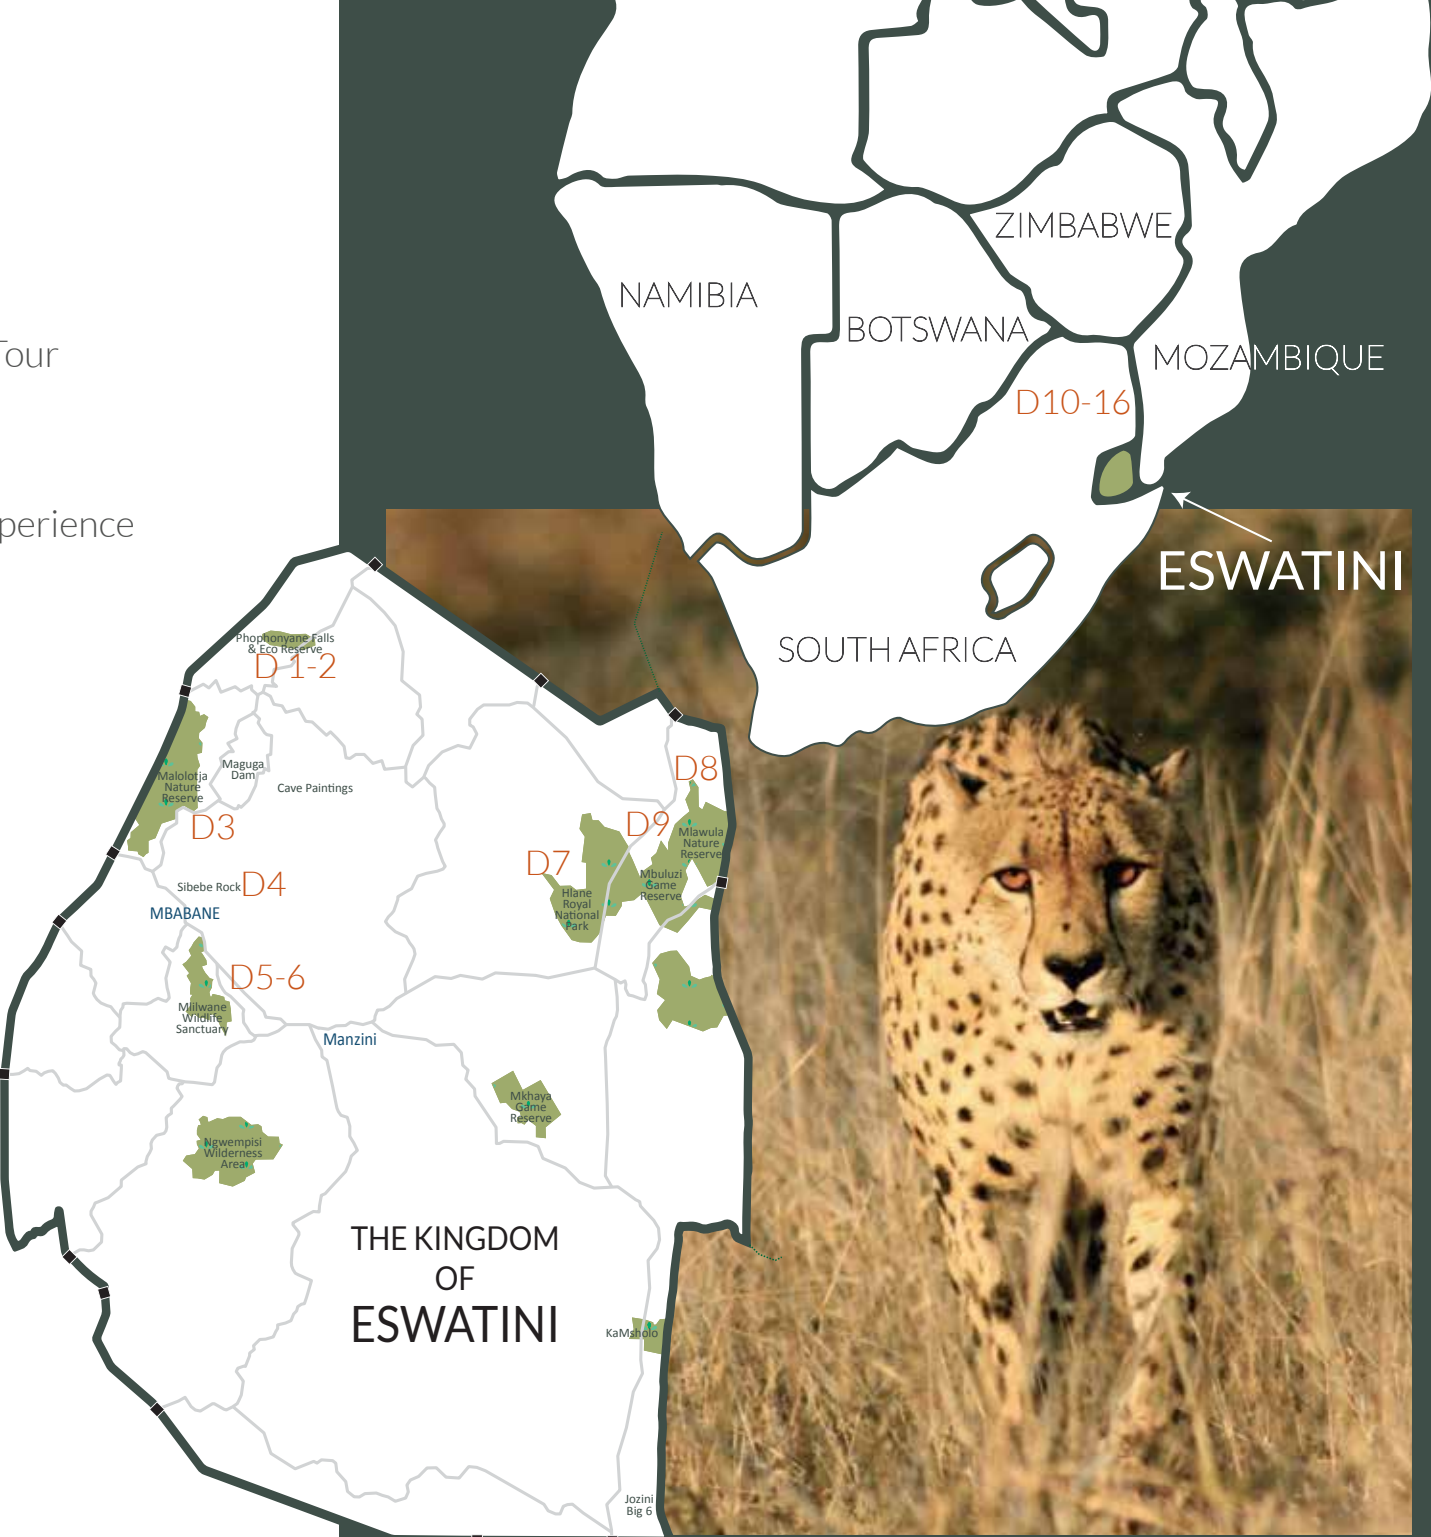 Tour
perience
NAMIBIA
BOTSWANA
ZIMBABWE
MOZAMBIQUE
D10-16
ESWATINI
SOUTH AFRICA
Phophonyane Falls
& Eco Reserve
D 1-2
Malolotja
Nature
Reserve
D3
Maguga
Dam
Cave Paintings
Sibebe Rock
D4
MBABANE
D5-6
Mlilwane
Wildlife
Sanctuary
Manzini
D7
Hlane
Royal
National
Park
D8
D9
Mlawula
Nature
Reserve
Mbuluzi
Game
Reserve
Mkhaya
Game
Reserve
Ngwempisi
Wilderness
Area
THE KINGDOM
OF
ESWATINI
KaMsholo
Jozini
Big 6